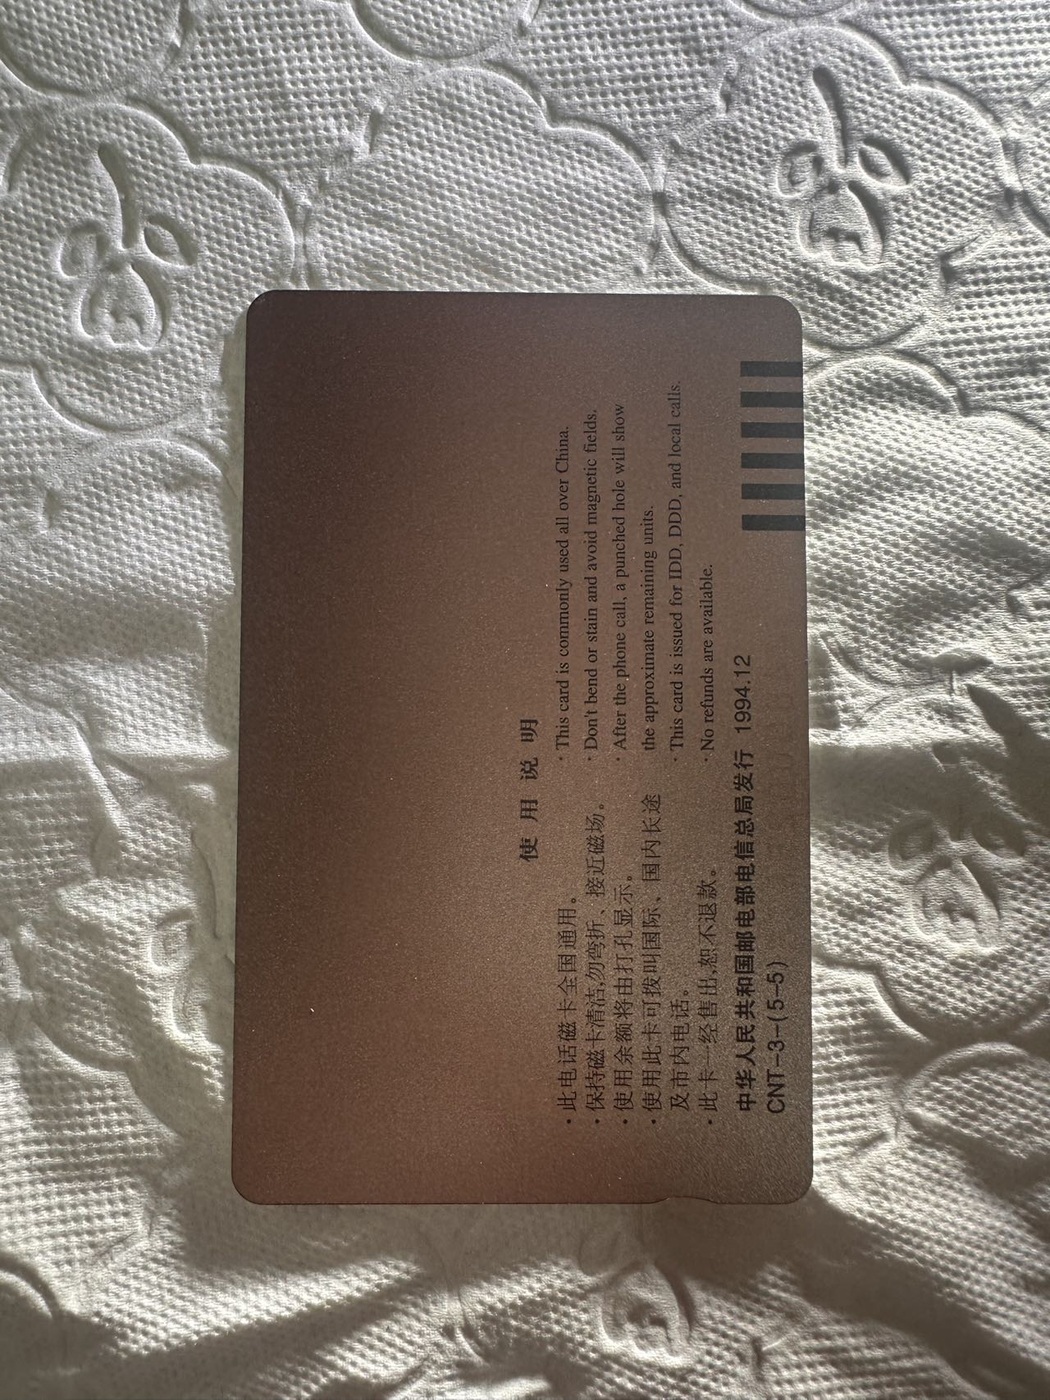 使用说明
·此电话磁卡全国通用。
·保持磁卡清洁,勿弯折、接近磁场。
·使用余额将由打孔显示。
·使用此卡可拨叫国际、国内长途
及市内电话。
·此卡一经售出,恕不退款。
·This card is commonly used all over China.
·Don't bend or stain and avoid magnetic fields.
·After the phone call, a punched hole will show
the approximate remaining units.
·This card is issued for IDD, DDD, and local calls.
·No refunds are available.
中华人民共和国邮电部电信总局发行 1994.12
CNT–3–(5–5)